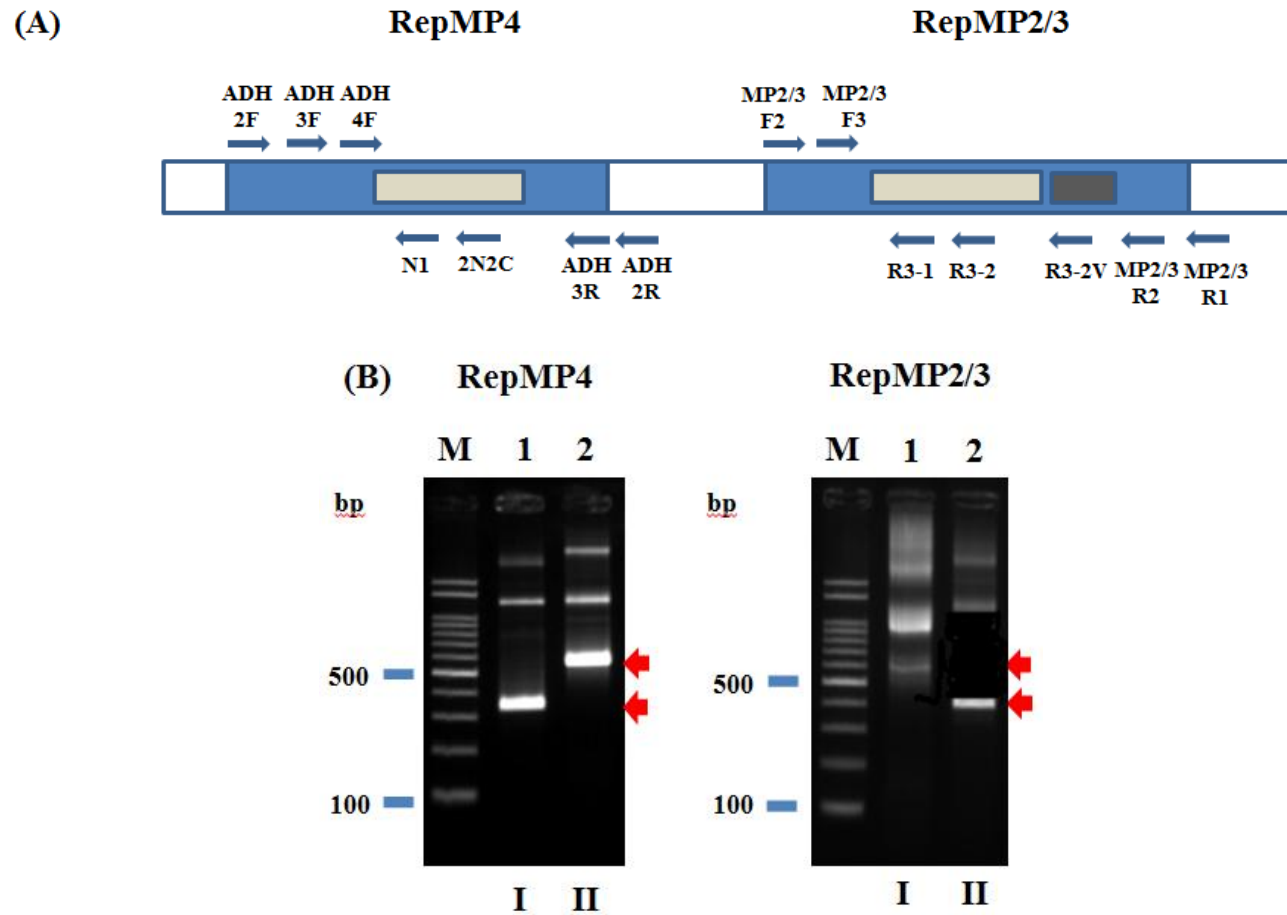 (A)
RepMP4
RepMP2/3
ADH
2F
ADH
3F
ADH
4F
MP2/3
F2
MP2/3
F3
N1
2N2C
ADH
3R
ADH
2R
R3-1
R3-2
R3-2V
MP2/3
R2
MP2/3
R1
(B)
RepMP4
RepMP2/3
M 1 2
M 1 2
bp
bp
500
500
100
100
I II
I II